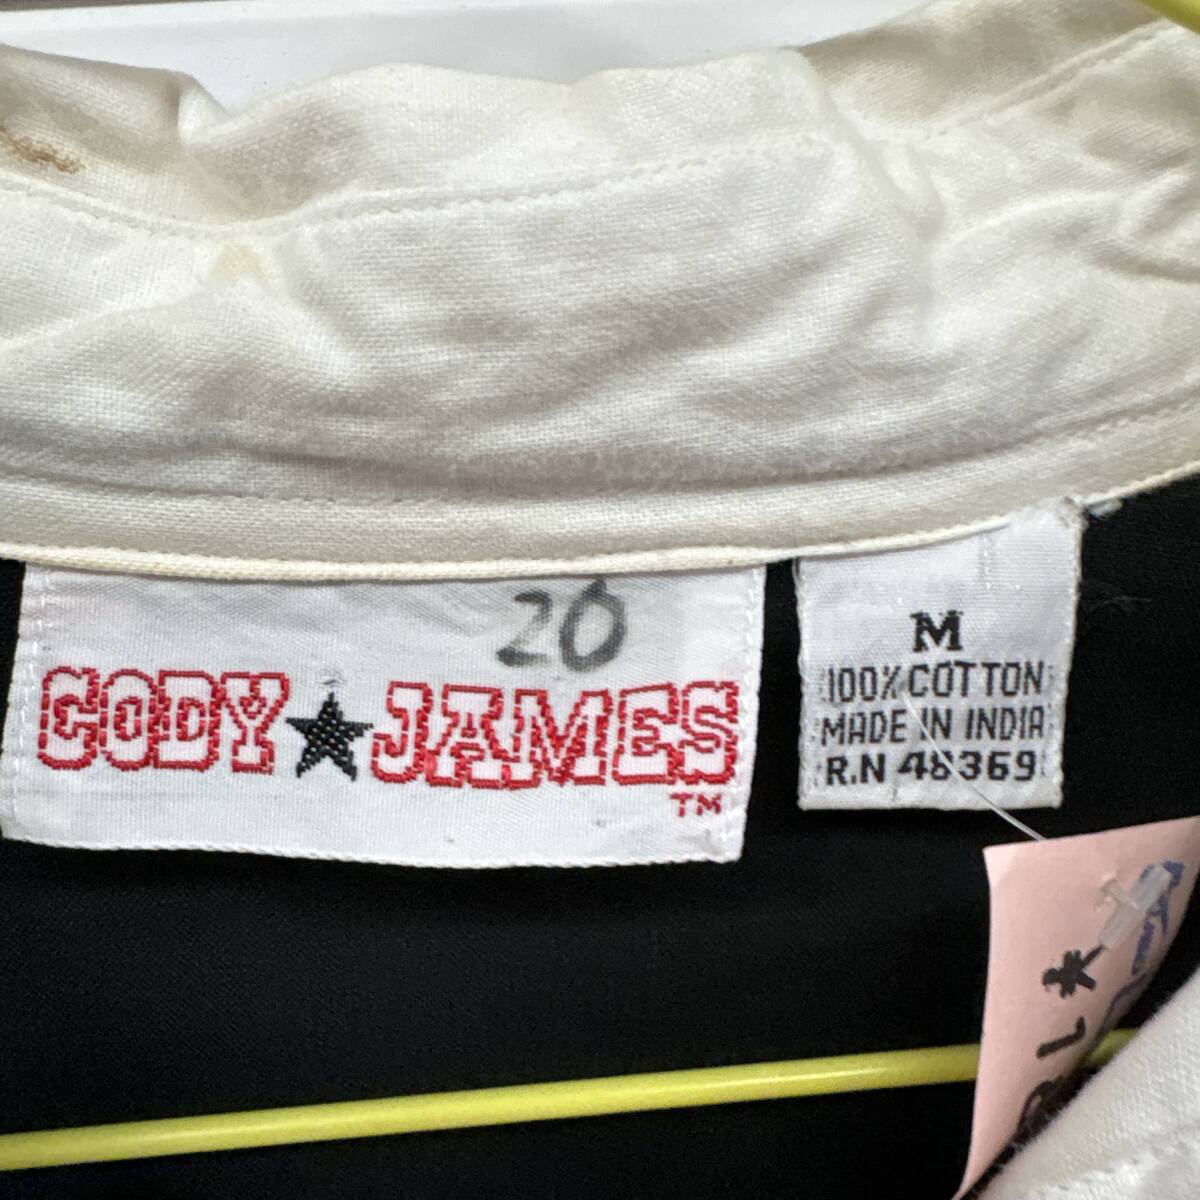 20
CODY★JAMES
TM
M
100% COTTON
MADE IN INDIA
R.N 48369